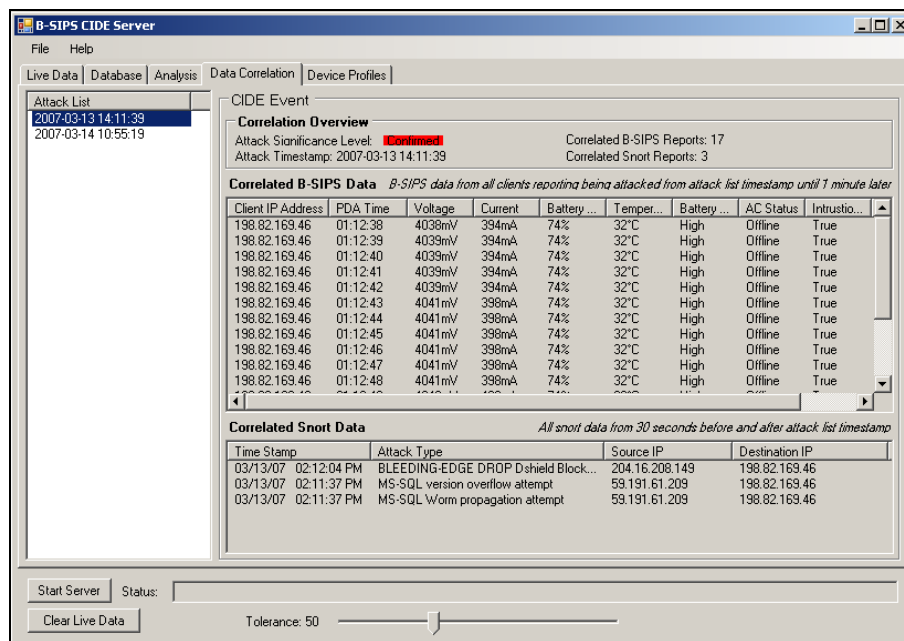 B-SIPS CIDE Server
File Help
Live Data Database Analysis Data Correlation Device Profiles
Attack List
2007-03-13 14:11:39
2007-03-14 10:55:19
CIDE Event
Correlation Overview
Attack Significance Level: Confirmed Correlated B-SIPS Reports: 17
Attack Timestamp: 2007-03-13 14:11:39 Correlated Snort Reports: 3
Correlated B-SIPS Data B-SIPS data from all clients reporting being attacked from attack list timestamp until 1 minute later
Client IP Address PDA Time Voltage Current Battery ... Temper... Battery ... AC Status Intrusio...
198.82.169.46 01:12:38 4038mV 394mA 74% 32°C High Offline True
198.82.169.46 01:12:39 4039mV 394mA 74% 32°C High Offline True
198.82.169.46 01:12:40 4039mV 394mA 74% 32°C High Offline True
198.82.169.46 01:12:41 4039mV 394mA 74% 32°C High Offline True
198.82.169.46 01:12:42 4039mV 394mA 74% 32°C High Offline True
198.82.169.46 01:12:43 4041mV 398mA 74% 32°C High Offline True
198.82.169.46 01:12:44 4041mV 398mA 74% 32°C High Offline True
198.82.169.46 01:12:45 4041mV 398mA 74% 32°C High Offline True
198.82.169.46 01:12:46 4041mV 398mA 74% 32°C High Offline True
198.82.169.46 01:12:47 4041mV 398mA 74% 32°C High Offline True
198.82.169.46 01:12:48 4041mV 398mA 74% 32°C High Offline True
Correlated Snort Data All snort data from 30 seconds before and after attack list timestamp
Time Stamp Attack Type Source IP Destination IP
03/13/07 02:12:04 PM BLEEDING-EDGE DROP Dshield Block... 204.16.208.149 198.82.169.46
03/13/07 02:11:37 PM MS-SQL version overflow attempt 59.191.61.209 198.82.169.46
03/13/07 02:11:37 PM MS-SQL Worm propagation attempt 59.191.61.209 198.82.169.46
Start Server Status:
Clear Live Data Tolerance: 50